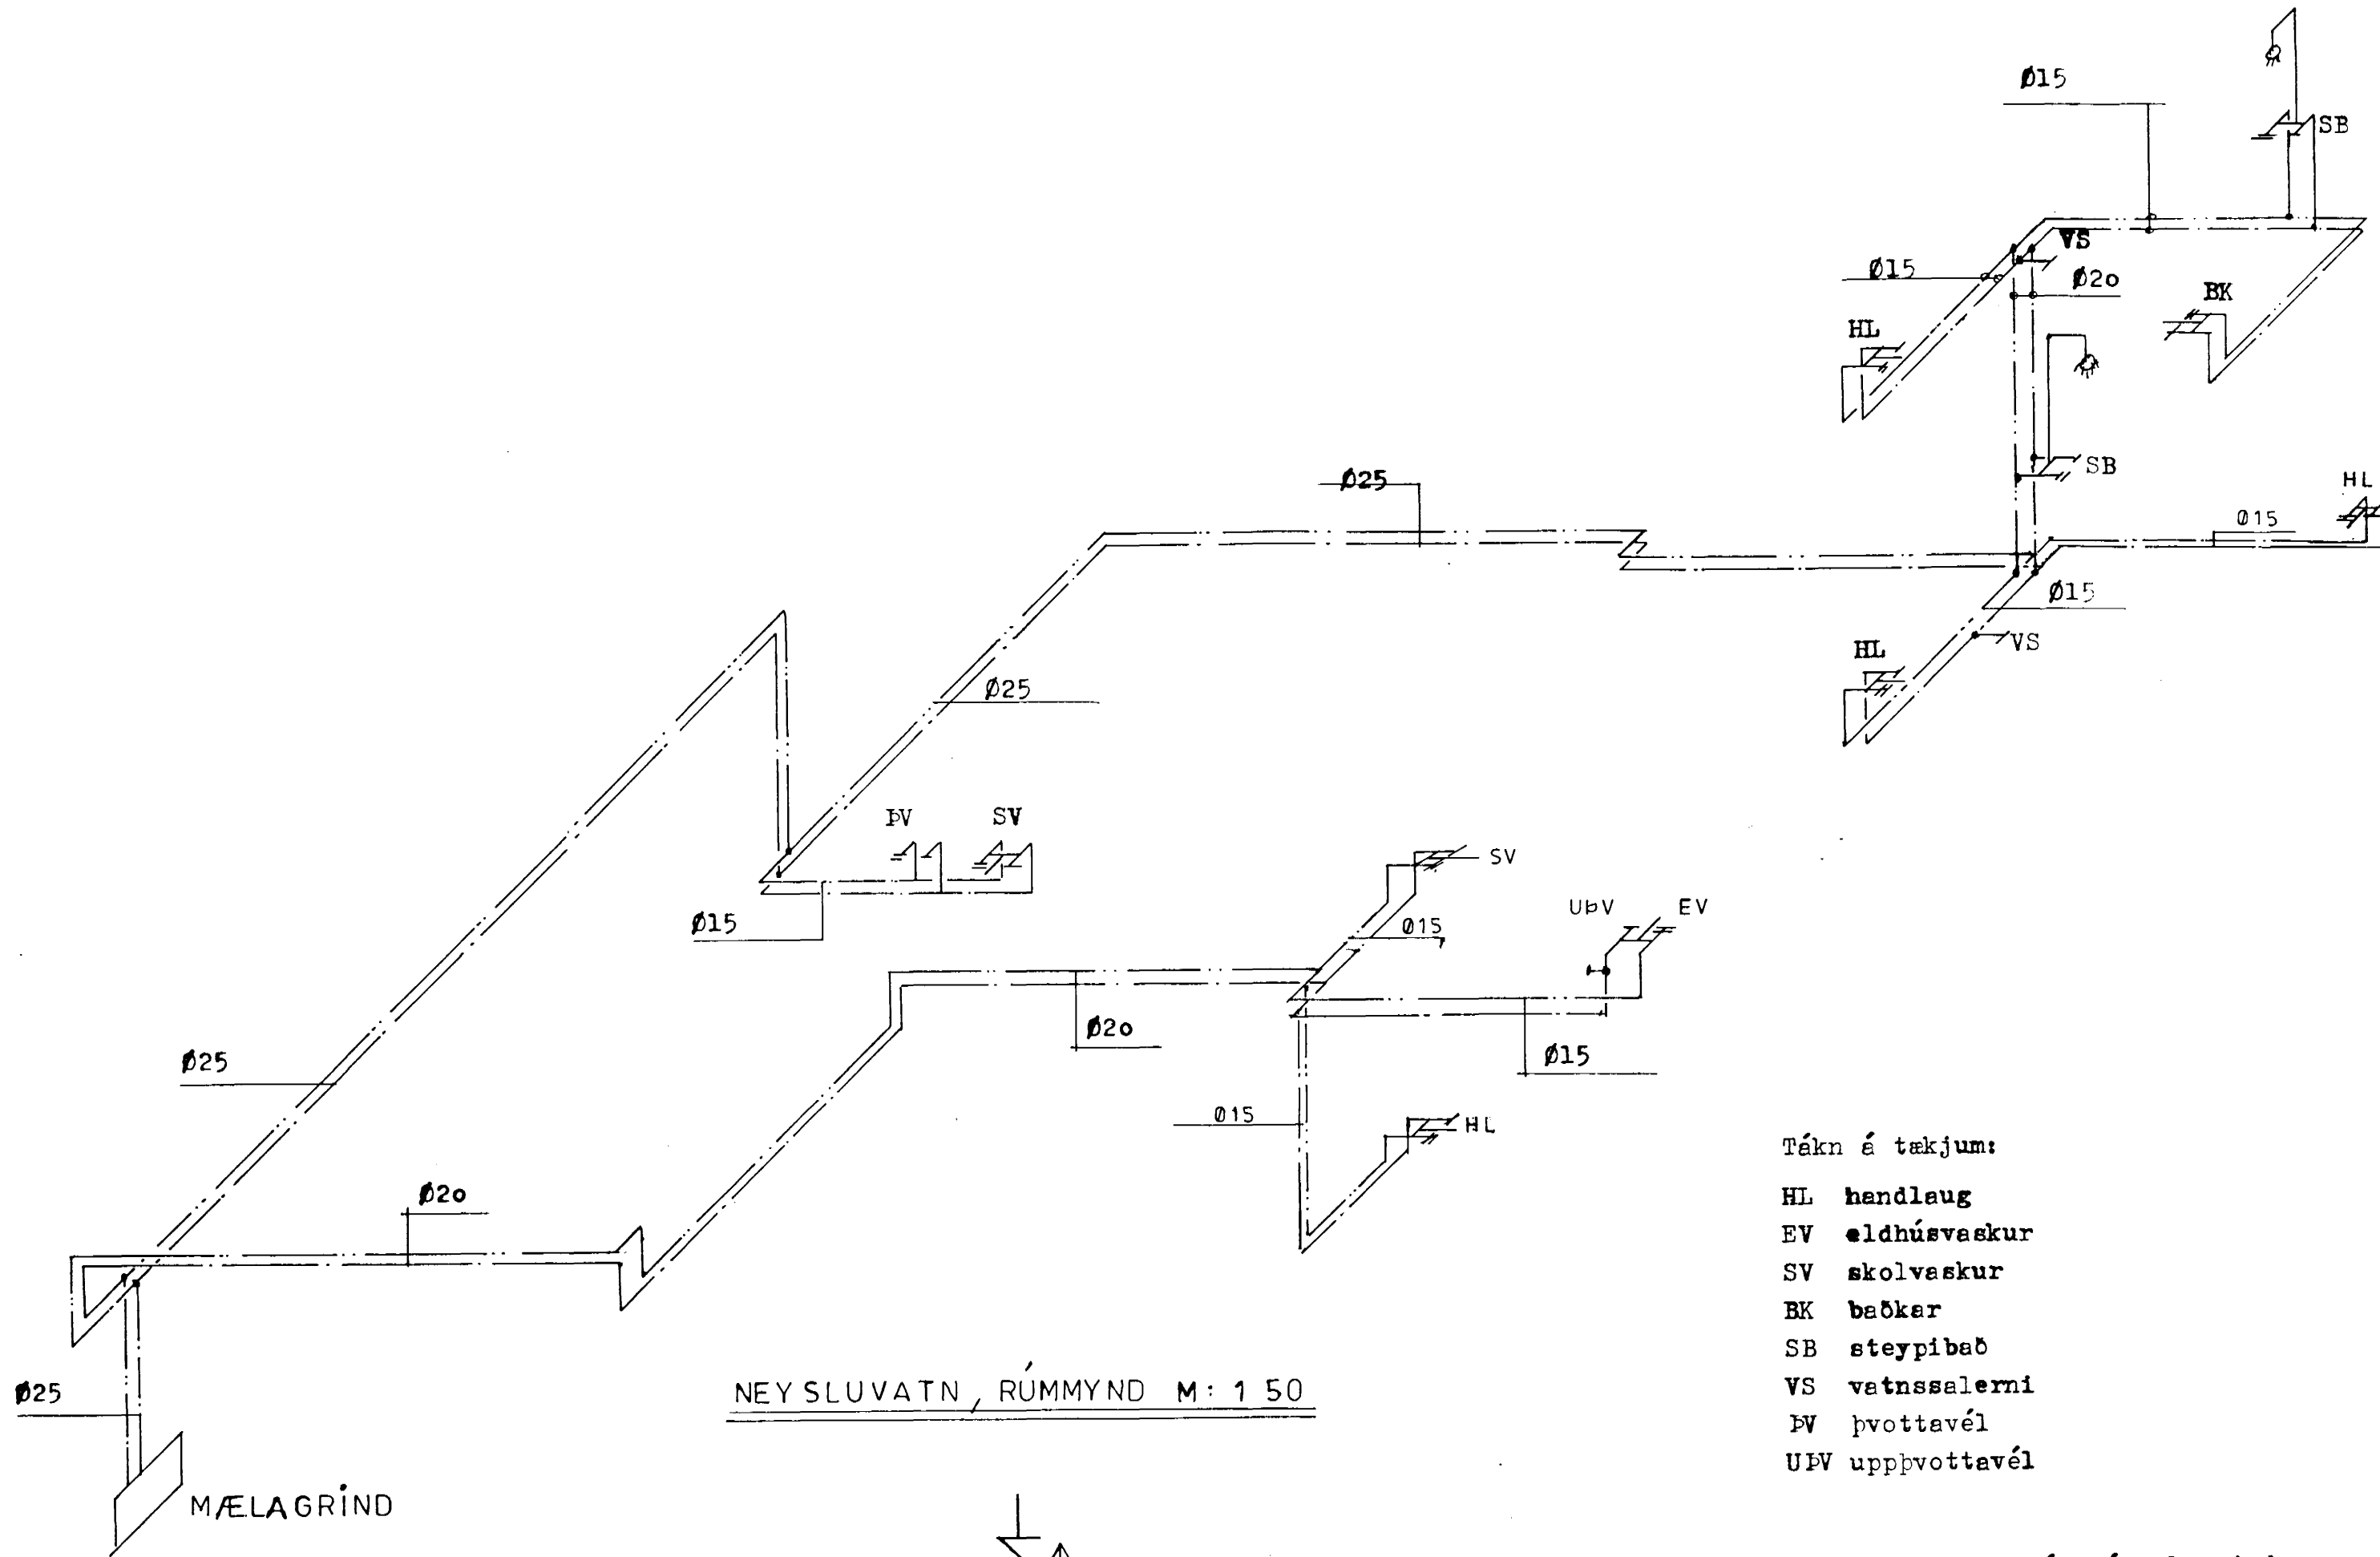 Ø15
SB
VS
Ø15
Ø2o
BK
HL
SB
Ø25
HL
Ø15
Ø15
VS
HL
Ø25
ÞV
SV
SV
UÞV
EV
Ø15
Ø15
Ø2o
Ø15
Ø25
Ø15
HL
Ø2o
Ø25
MÆLAGRIND
NEYSLUVATN, RÚMMYND M: 1 50
Tákn á tækjum:
HL handlaug
EV eldhúsvaskur
SV skolvaskur
BK baðkar
SB steypibað
VS vatnssalerni
ÞV þvottavél
UÞV uppþvottavél